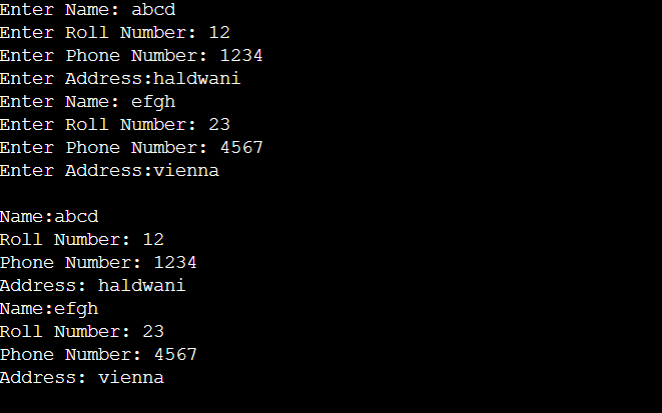 Enter Name: abcd
Enter Roll Number: 12
Enter Phone Number: 1234
Enter Address:haldwani
Enter Name: efgh
Enter Roll Number: 23
Enter Phone Number: 4567
Enter Address:vienna
Name:abcd
Roll Number: 12
Phone Number: 1234
Address: haldwani
Name:efgh
Roll Number: 23
Phone Number: 4567
Address: vienna